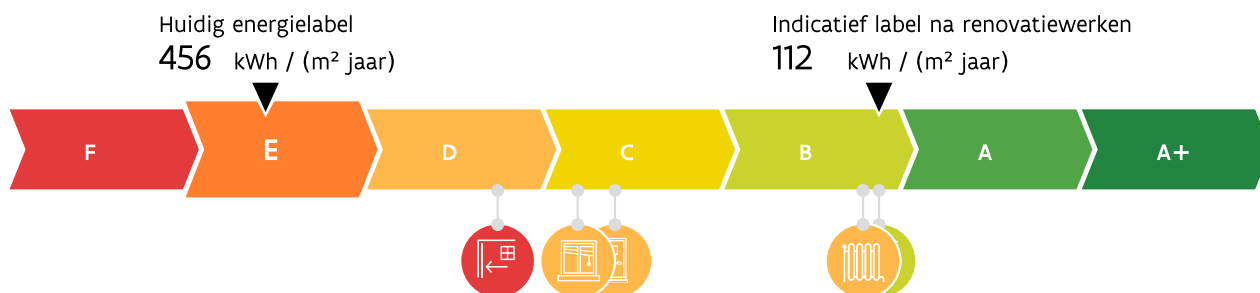 Huidig energielabel
456 kWh / (m² jaar)
Indicatief label na renovatiewerken
112 kWh / (m² jaar)
F E D C B A A+